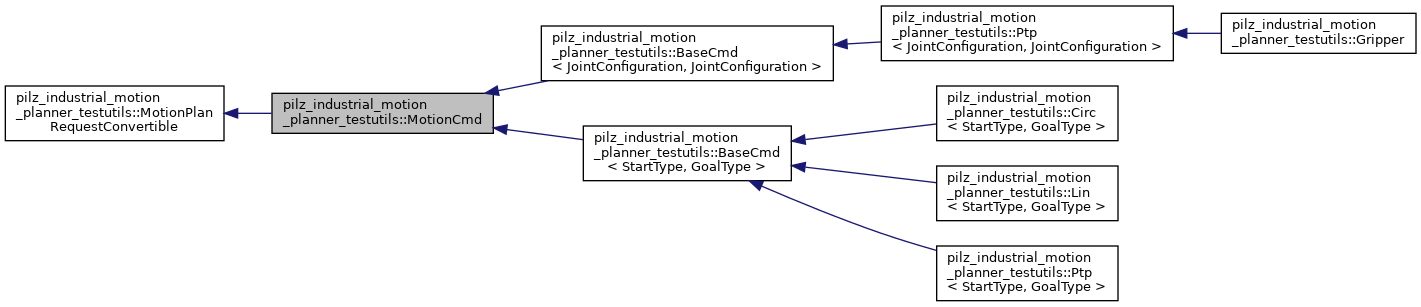 pilz_industrial_motion
_planner_testutils::MotionPlan
RequestConvertible
pilz_industrial_motion
_planner_testutils::MotionCmd
pilz_industrial_motion
_planner_testutils::BaseCmd
< JointConfiguration, JointConfiguration >
pilz_industrial_motion
_planner_testutils::Ptp
< JointConfiguration, JointConfiguration >
pilz_industrial_motion
_planner_testutils::Gripper
pilz_industrial_motion
_planner_testutils::BaseCmd
< StartType, GoalType >
pilz_industrial_motion
_planner_testutils::Circ
< StartType, GoalType >
pilz_industrial_motion
_planner_testutils::Lin
< StartType, GoalType >
pilz_industrial_motion
_planner_testutils::Ptp
< StartType, GoalType >